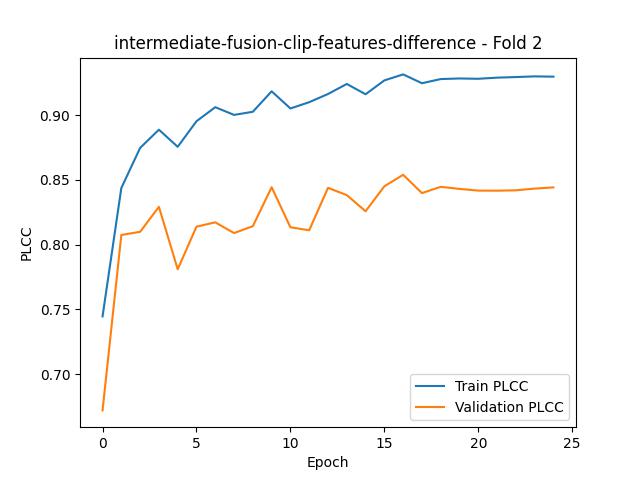 intermediate-fusion-clip-features-difference - Fold 2
PLCC
0.90
0.85
0.80
0.75
0.70
0 5 10 15 20 25
Epoch
Train PLCC
Validation PLCC